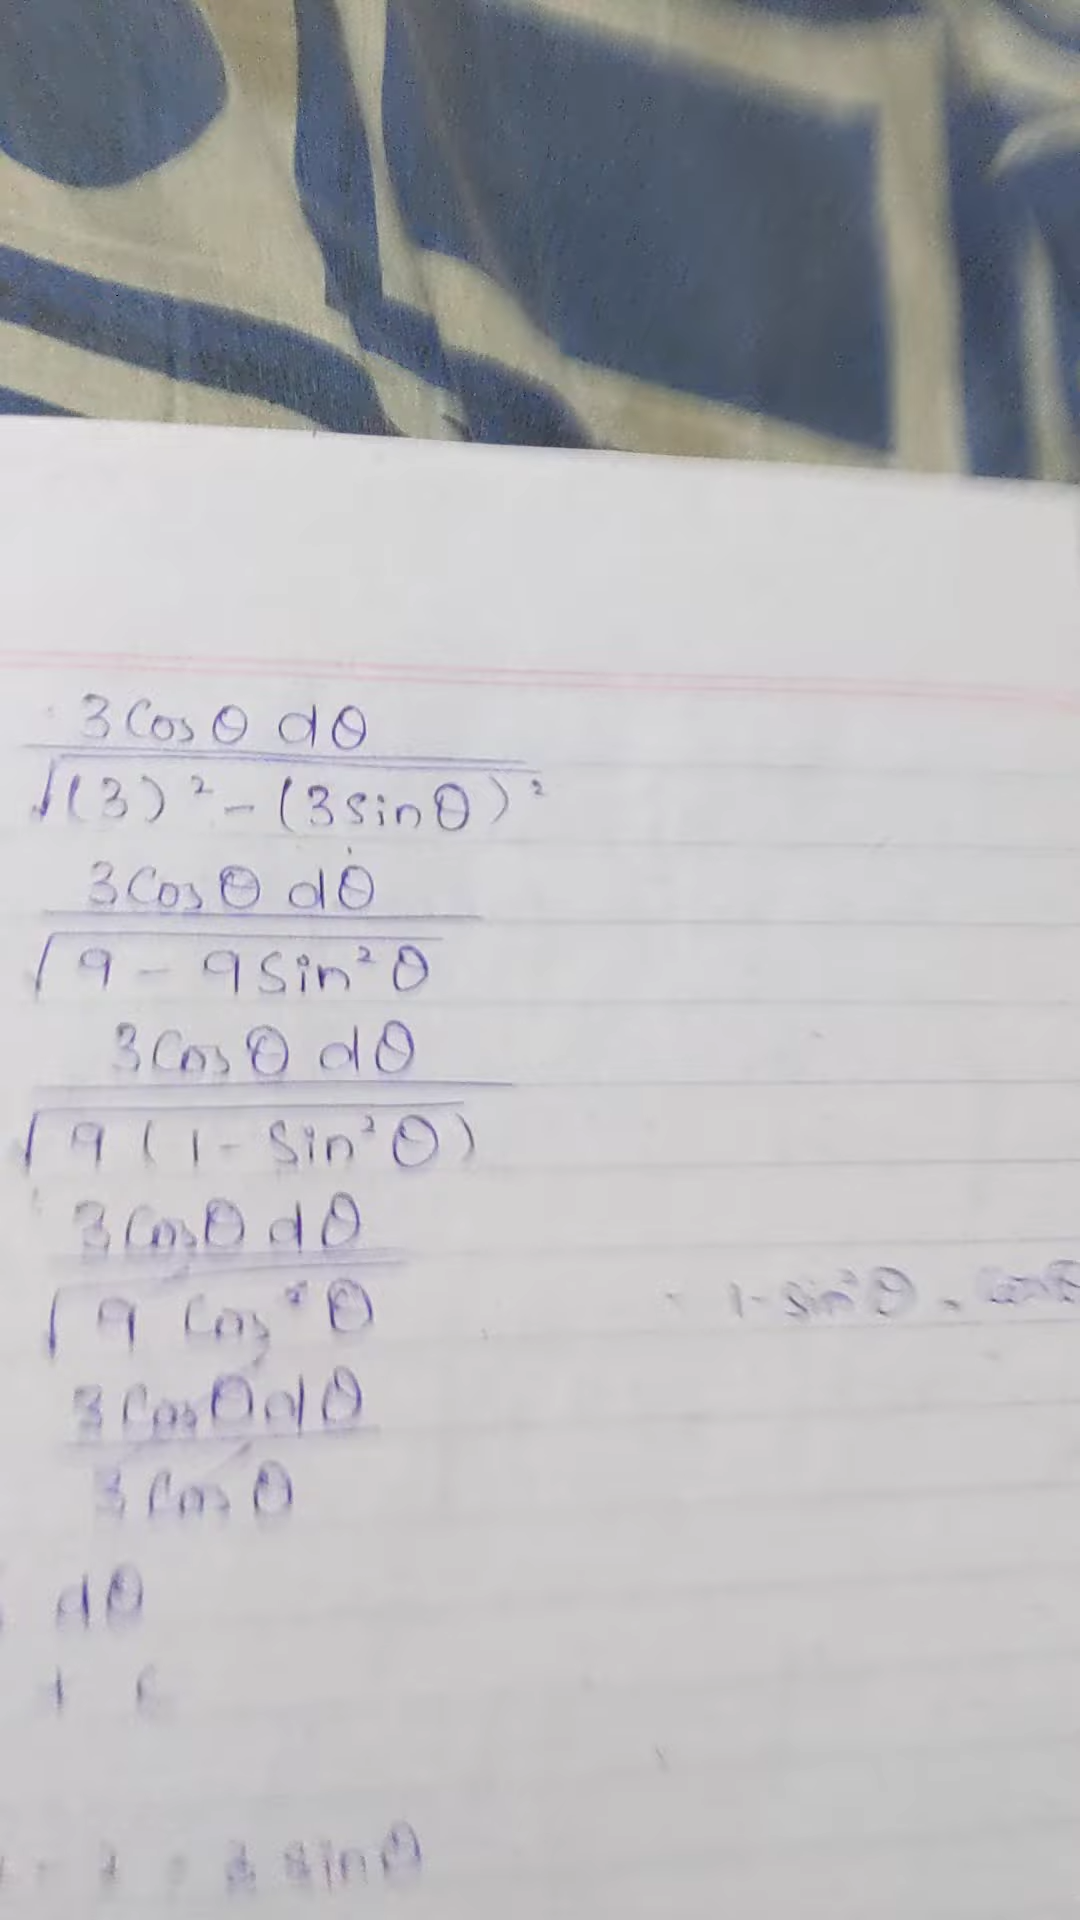 3 Cos θ dθ
√(3)² - (3 sin θ)²
3 Cos θ dθ
√9 - 9 Sin² θ
3 Cos θ dθ
√9 (1 - Sin² θ)
3 Cos θ dθ
√9 Cos² θ
1 - Sin² θ = Cos²
3 Cos θ dθ
3 Cos θ
dθ
+ C
3 sin θ